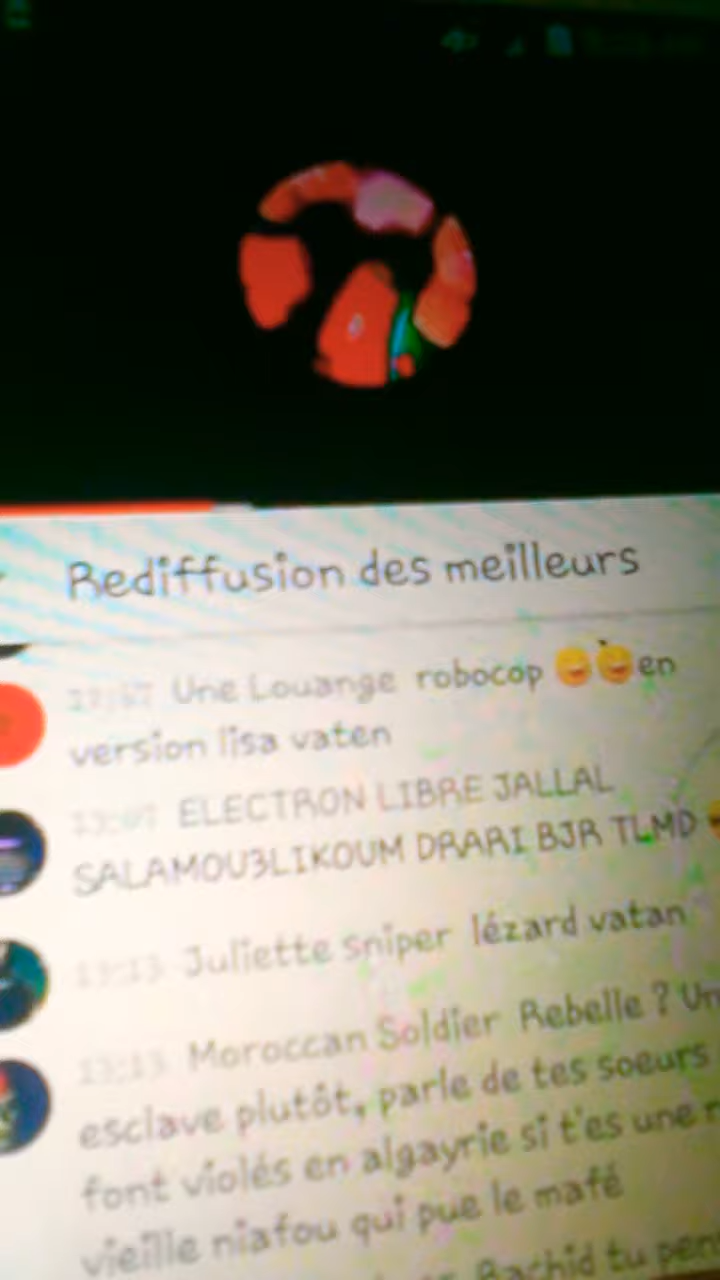 Rediffusion des meilleurs
Une Louange robocop 😄😄en
version lisa vaten
ELECTRON LIBRE JALLAL
SALAMOU3LIKOUM DRARI BJR TLMD
13:13 Juliette sniper lézard vatan
13:13 Moroccan Soldier Rebelle ? Un
esclave plutôt, parle de tes soeurs
font violés en algayrie si t'es une
vieille niafou qui pue le mafé
Rachid tu